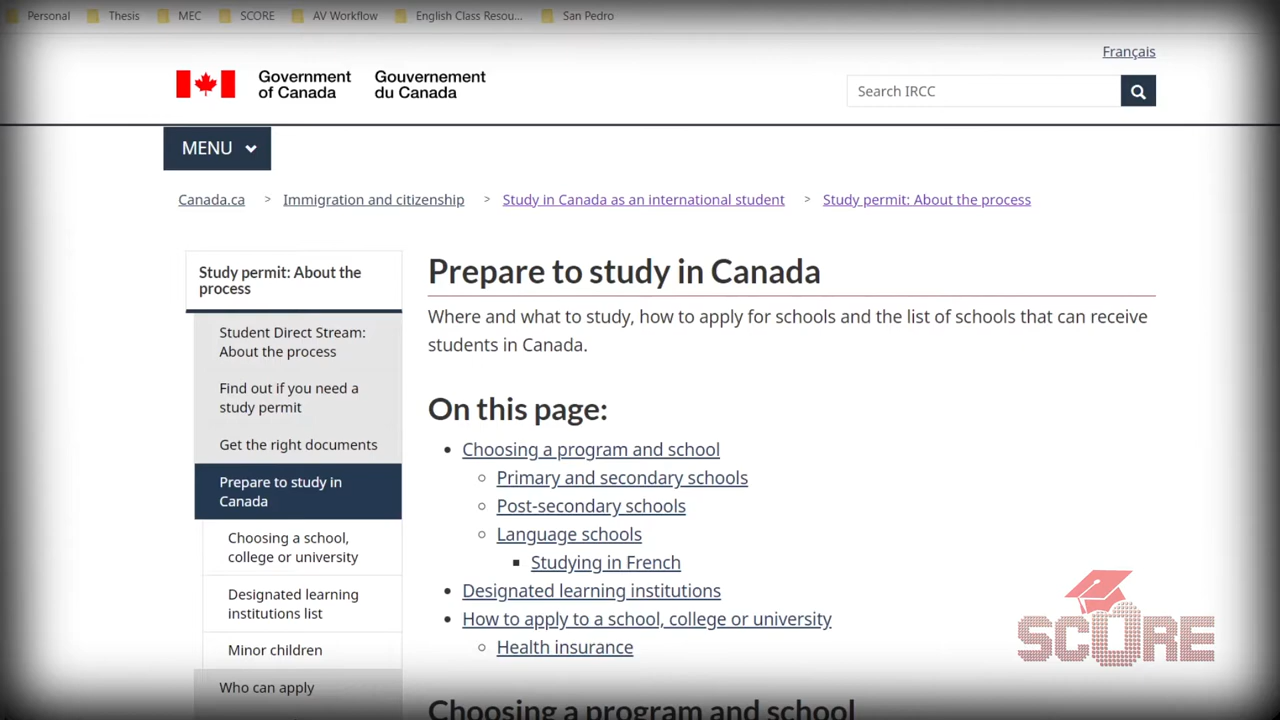 Personal Thesis MEC SCORE AV Workflow English Class Resou... San Pedro
Français
Government of Canada
Gouvernement du Canada
Search IRCC
MENU
Canada.ca > Immigration and citizenship > Study in Canada as an international student > Study permit: About the process
Study permit: About the
process
Student Direct Stream:
About the process
Find out if you need a
study permit
Get the right documents
Prepare to study in
Canada
Choosing a school,
college or university
Designated learning
institutions list
Minor children
Who can apply
Prepare to study in Canada
Where and what to study, how to apply for schools and the list of schools that can receive
students in Canada.
On this page:
• Choosing a program and school
○ Primary and secondary schools
○ Post-secondary schools
○ Language schools
▪ Studying in French
• Designated learning institutions
• How to apply to a school, college or university
○ Health insurance
Choosing a program and school
SCORE